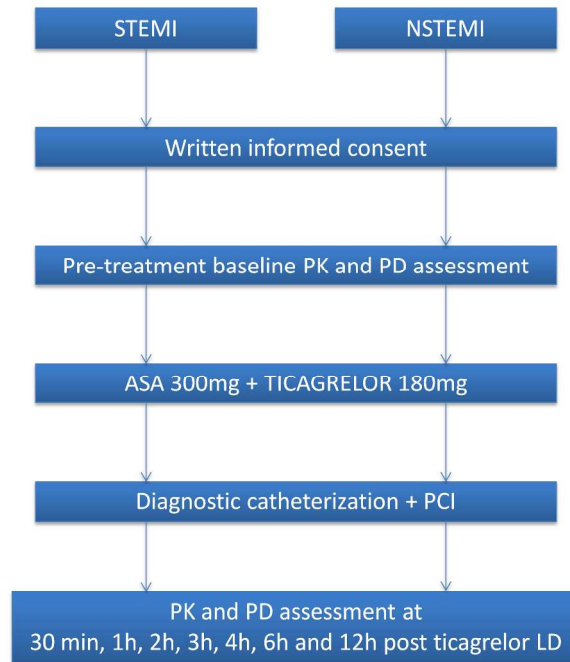 STEMI
NSTEMI
Written informed consent
Pre-treatment baseline PK and PD assessment
ASA 300mg + TICAGRELOR 180mg
Diagnostic catheterization + PCI
PK and PD assessment at
30 min, 1h, 2h, 3h, 4h, 6h and 12h post ticagrelor LD